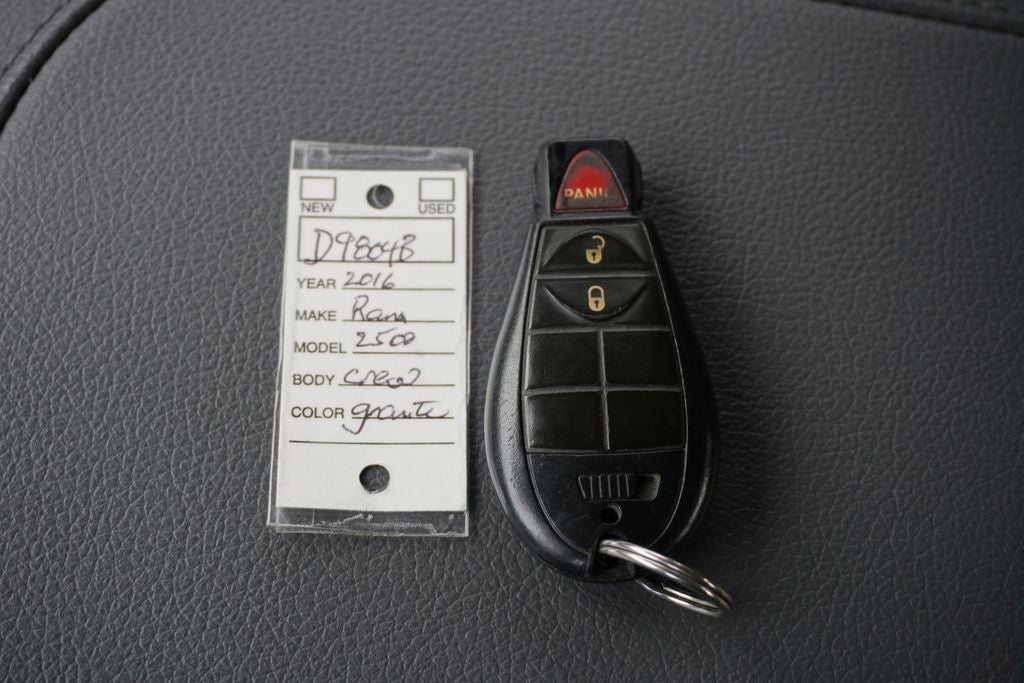 NEW USED
D9804B
YEAR 2016
MAKE Ram
MODEL 2500
BODY crew
COLOR granite
PANIC